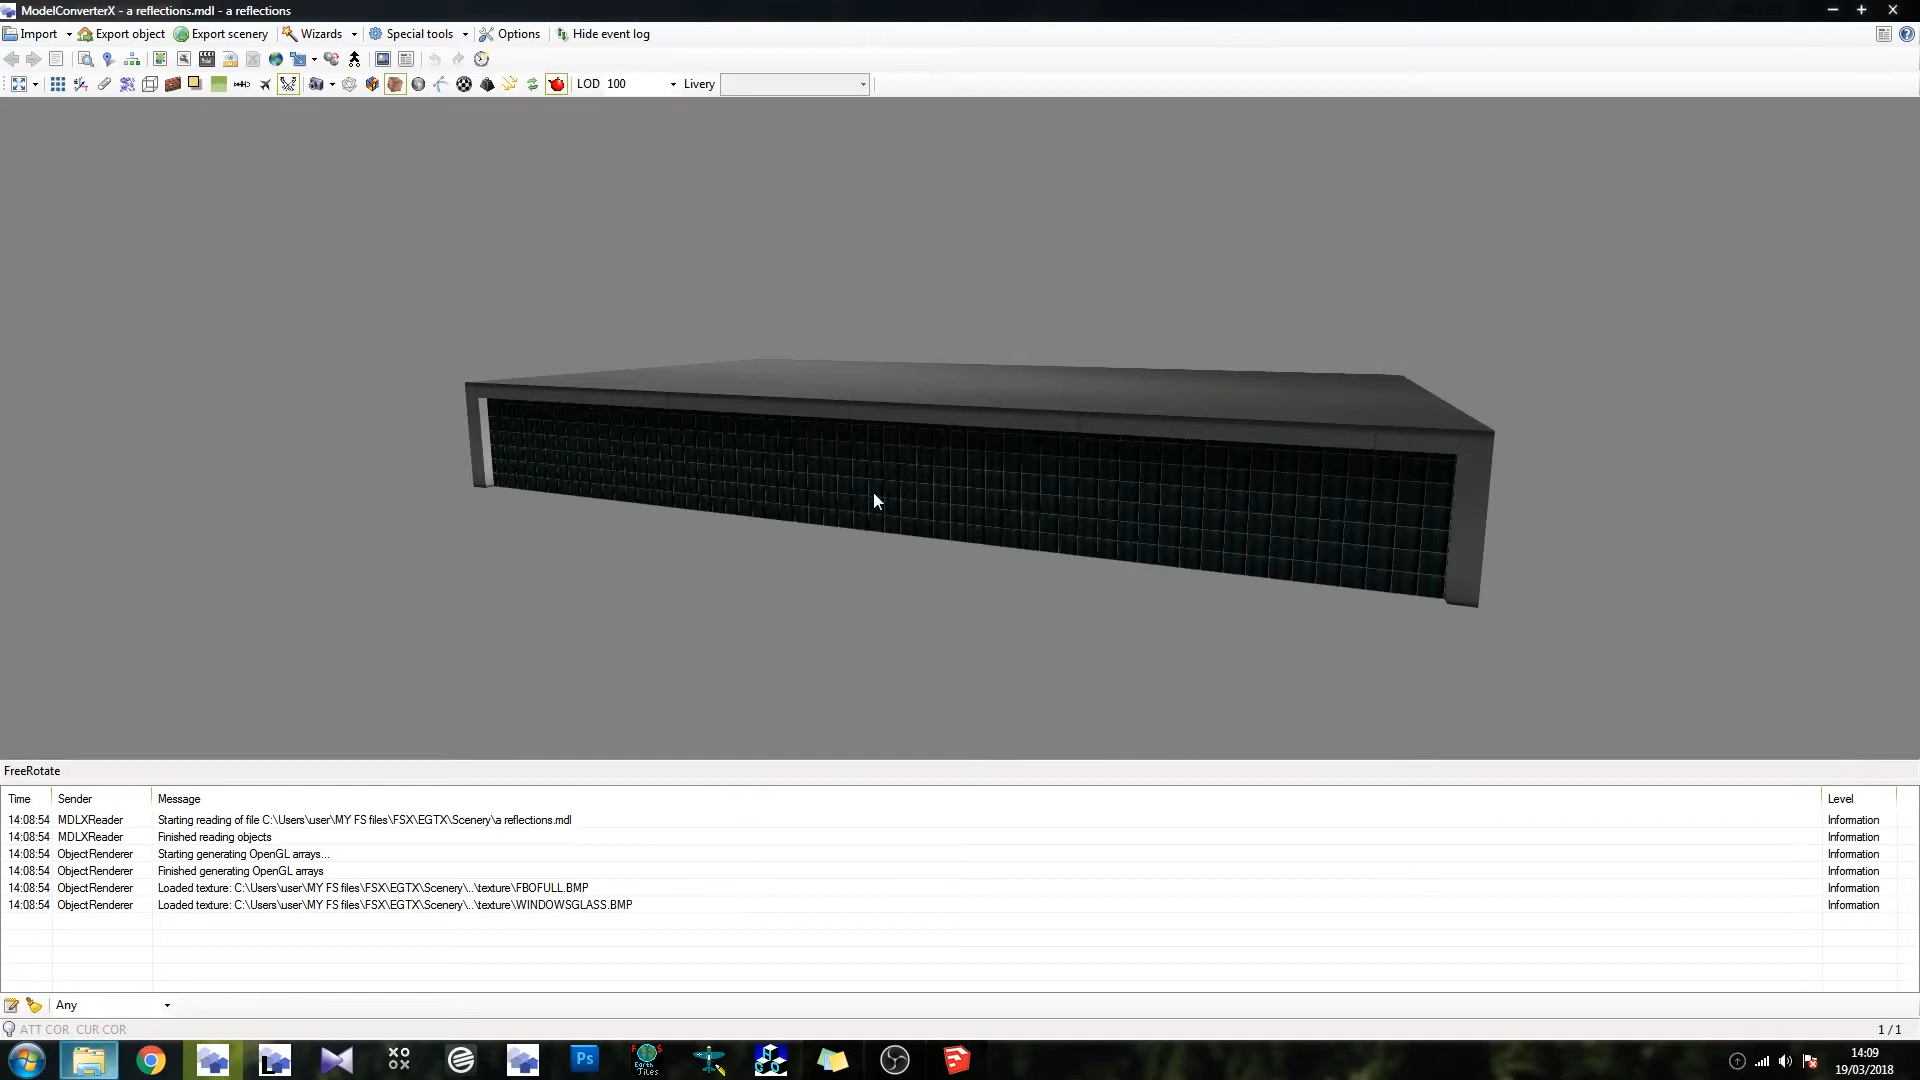 ModelConverterX - a reflections.mdl - a reflections
Import Export object Export scenery Wizards Special tools Options Hide event log
LOD 100 Livery
FreeRotate
Time Sender Message Level
14:08:54 MDLXReader Starting reading of file C:\Users\user\MY FS files\FSX\EGTX\Scenery\a reflections.mdl Information
14:08:54 MDLXReader Finished reading objects Information
14:08:54 ObjectRenderer Starting generating OpenGL arrays... Information
14:08:54 ObjectRenderer Finished generating OpenGL arrays Information
14:08:54 ObjectRenderer Loaded texture: C:\Users\user\MY FS files\FSX\EGTX\Scenery\..\texture\FBOFULL.BMP Information
14:08:54 ObjectRenderer Loaded texture: C:\Users\user\MY FS files\FSX\EGTX\Scenery\..\texture\WINDOWSGLASS.BMP Information
Any
ATT COR CUR COR 1 / 1
Ps
Earth
Tiles
14:09
19/03/2018